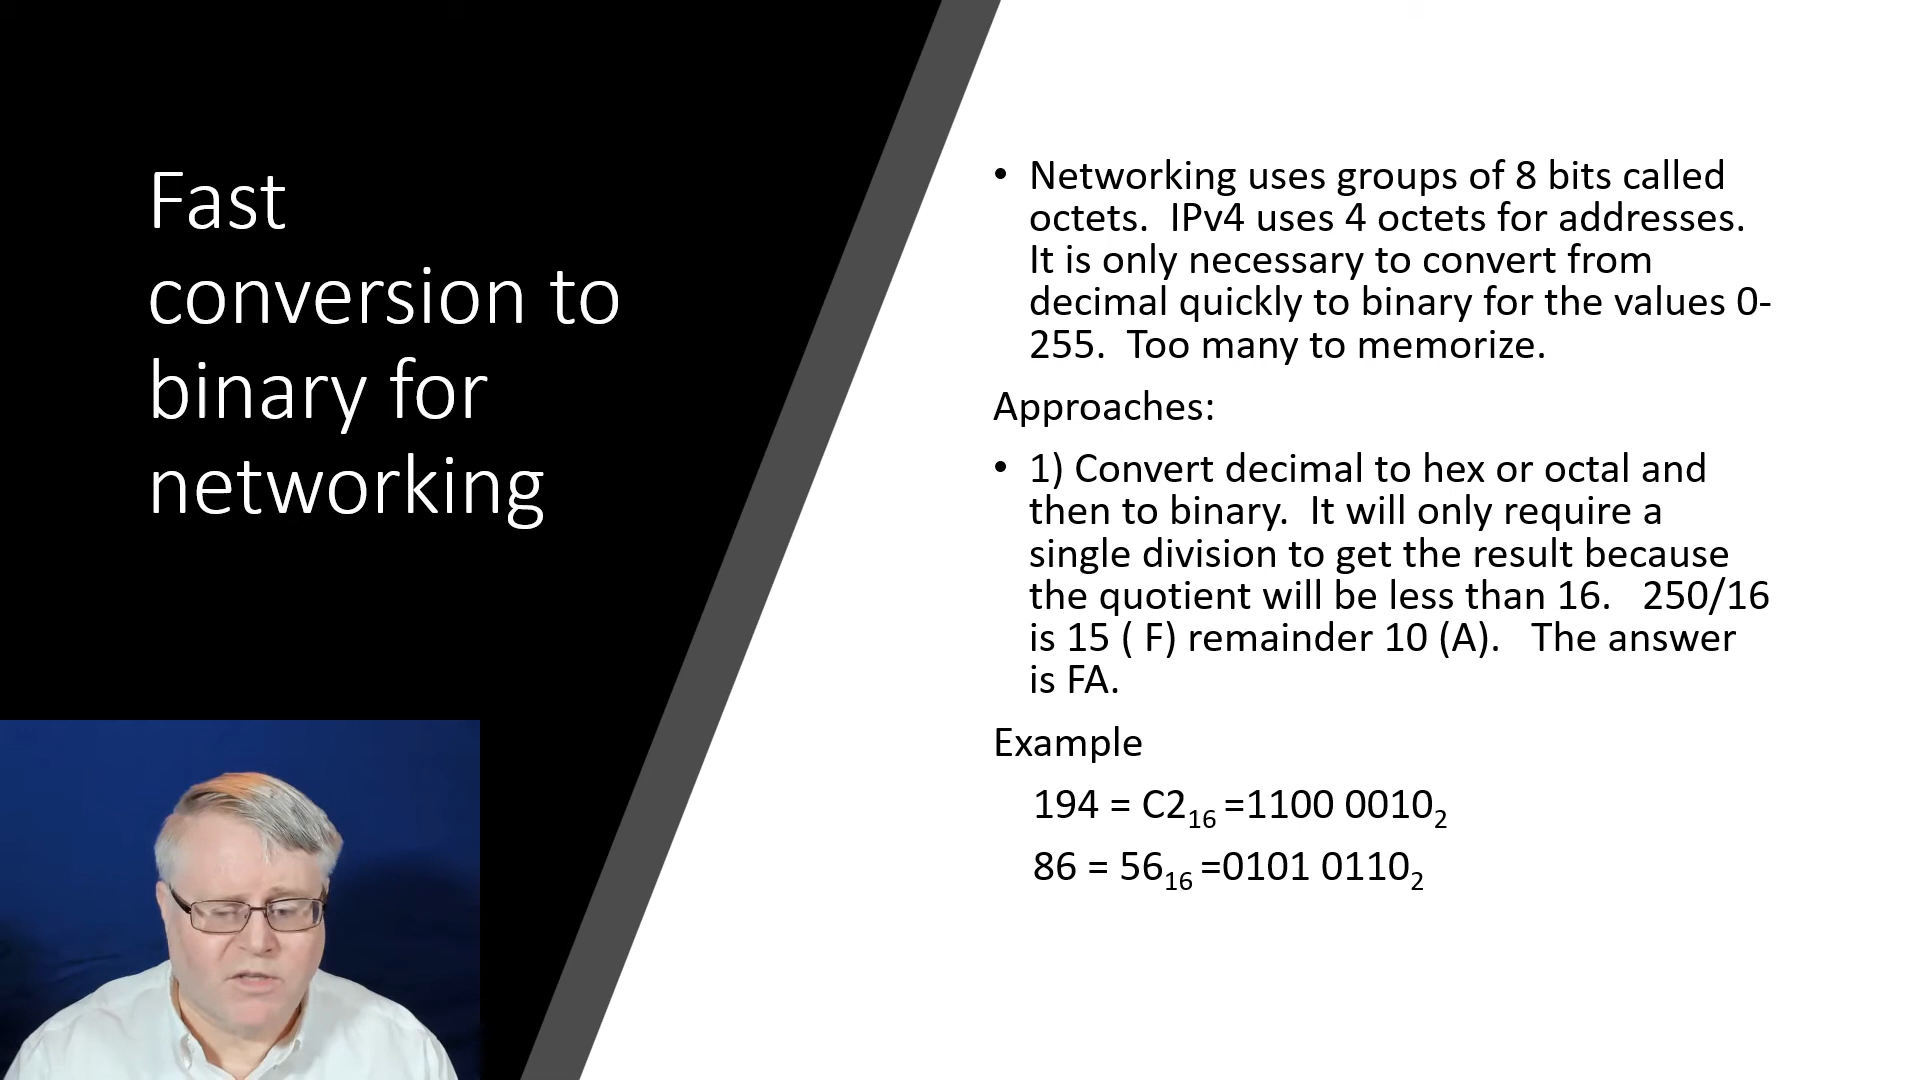 Fast
conversion to
binary for
networking
• Networking uses groups of 8 bits called
octets.  IPv4 uses 4 octets for addresses.
It is only necessary to convert from
decimal quickly to binary for the values 0-
255.  Too many to memorize.
Approaches:
• 1) Convert decimal to hex or octal and
then to binary.  It will only require a
single division to get the result because
the quotient will be less than 16.   250/16
is 15 ( F) remainder 10 (A).   The answer
is FA.
Example
194 = C2₁₆ =1100 0010₂
86 = 56₁₆ =0101 0110₂